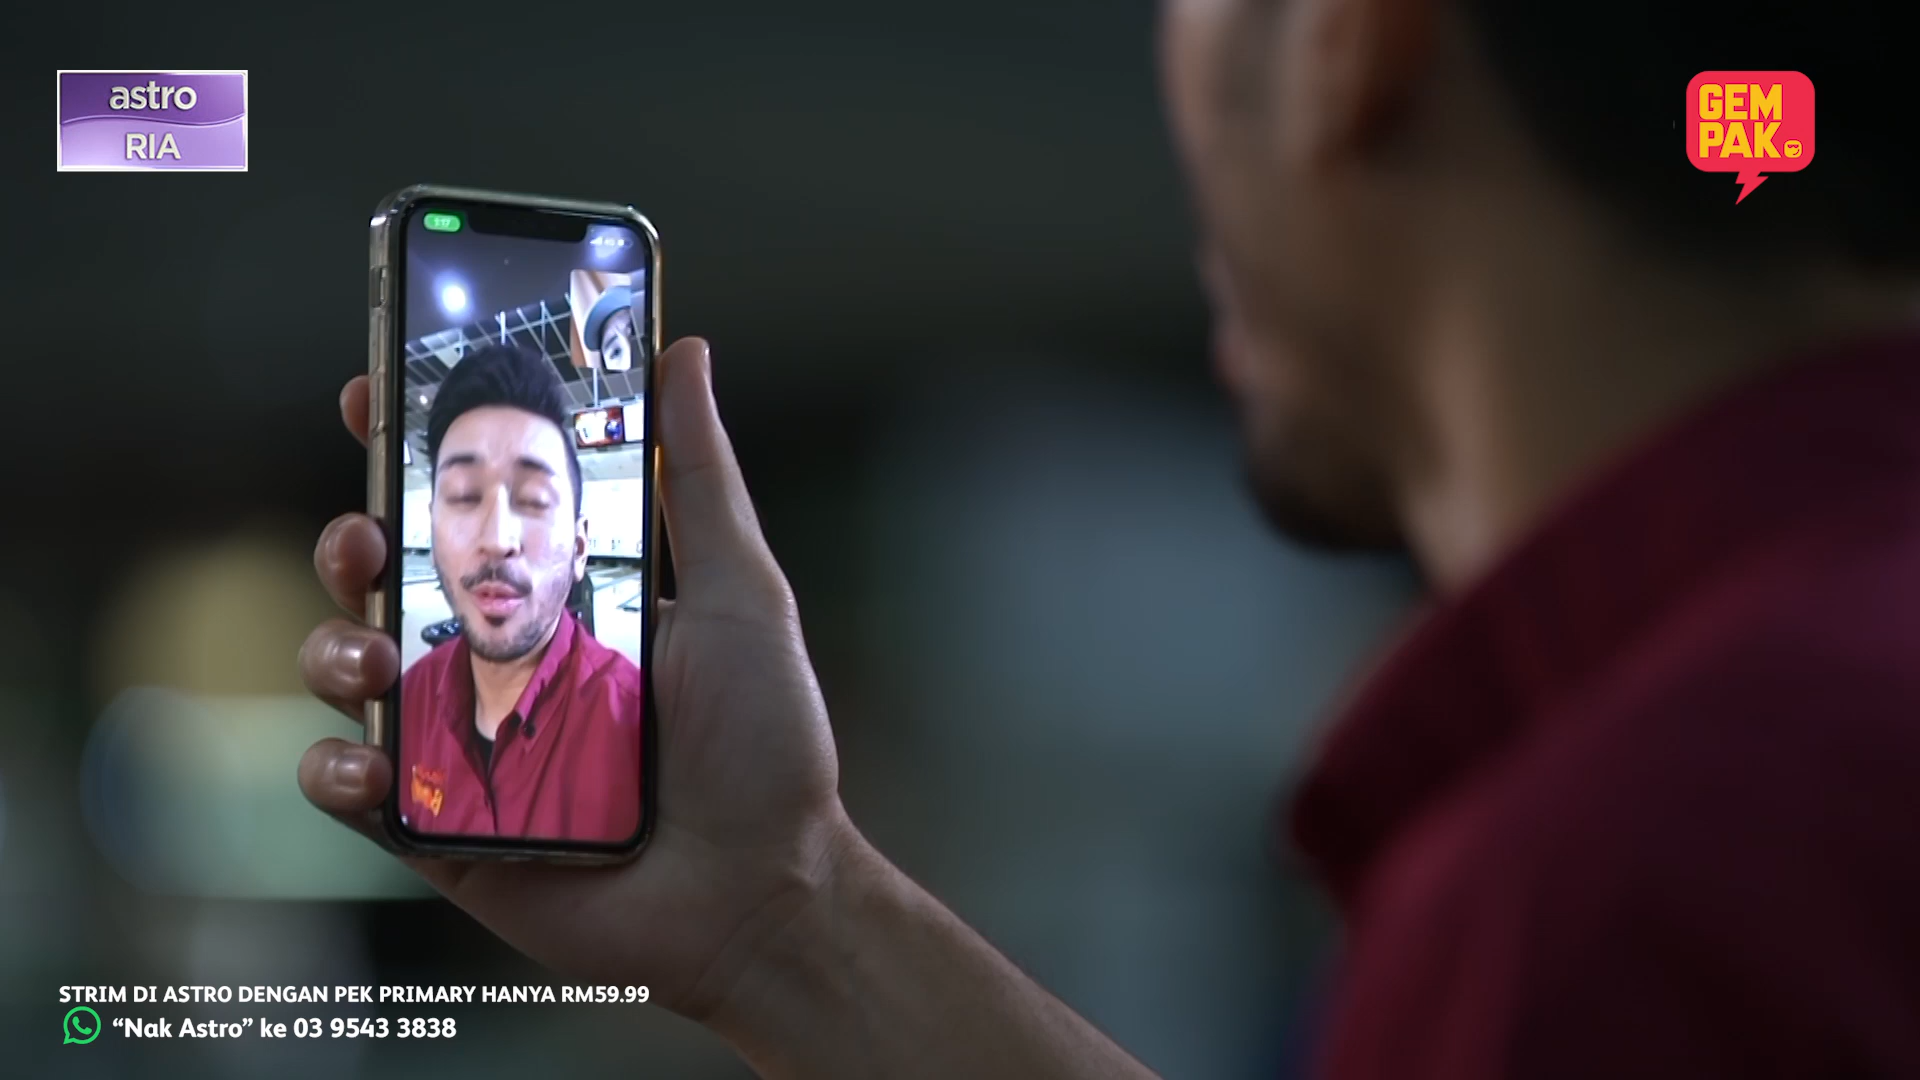 astro
RIA
GEM
PAK
STRIM DI ASTRO DENGAN PEK PRIMARY HANYA RM59.99
“Nak Astro” ke 03 9543 3838